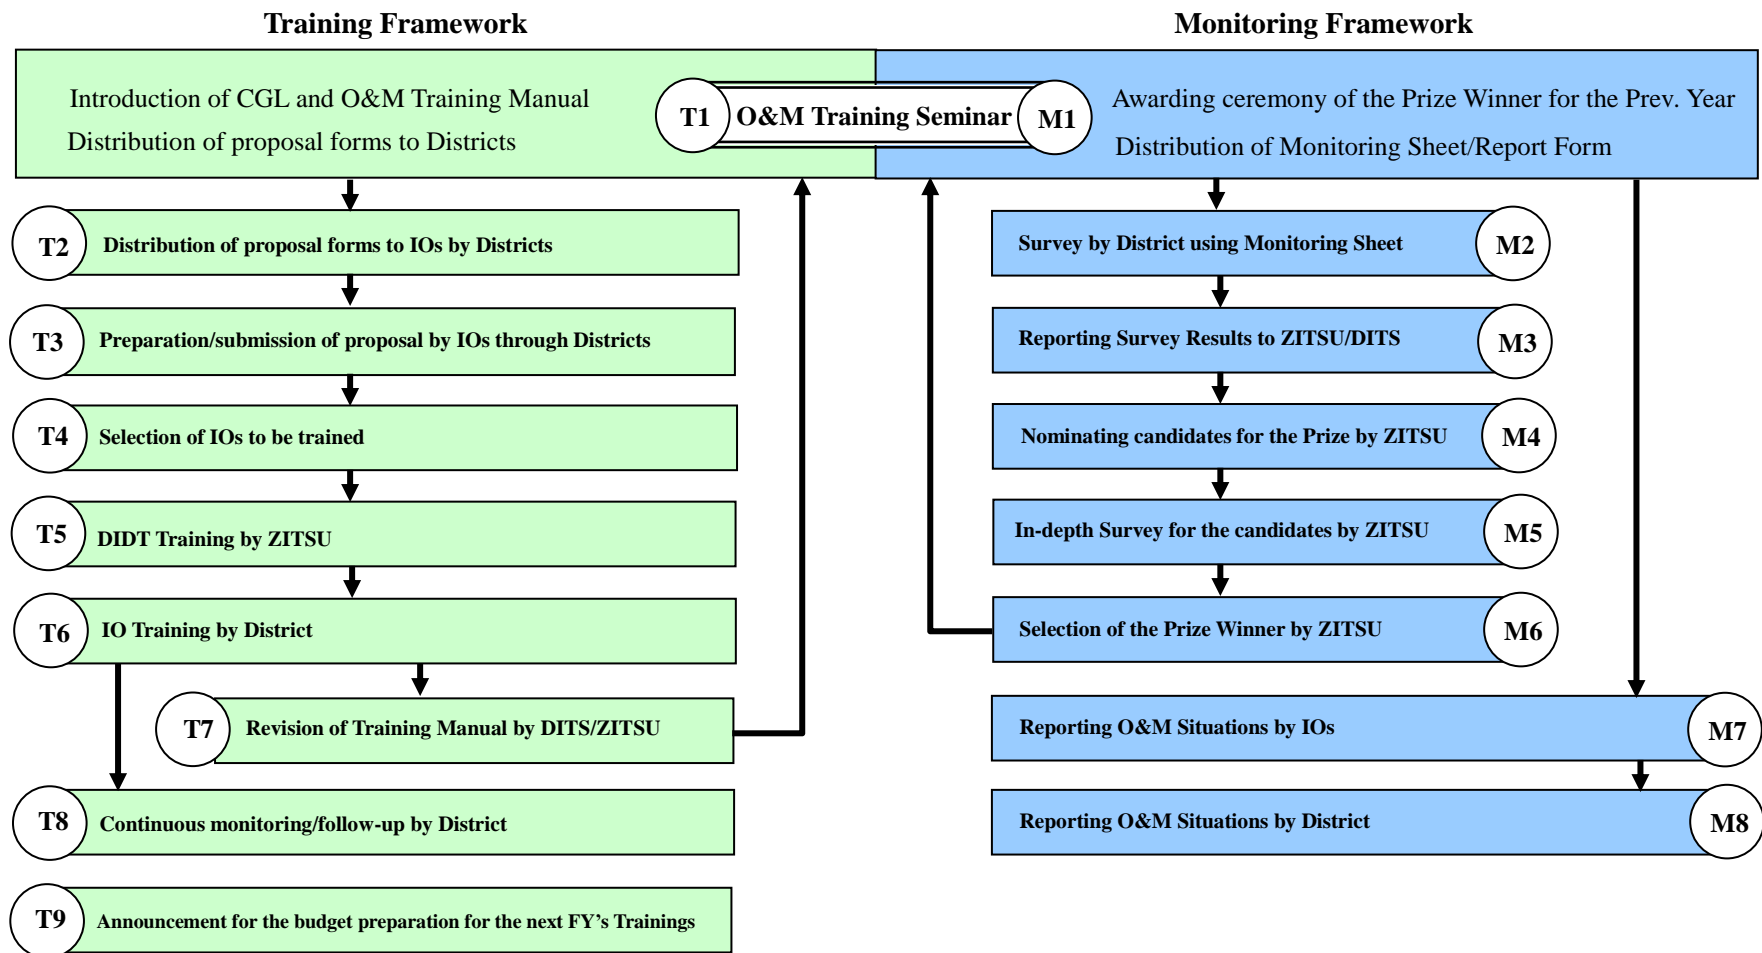 Training Framework
Monitoring Framework
Introduction of CGL and O&M Training Manual
Distribution of proposal forms to Districts
T1
O&M Training Seminar
M1
Awarding ceremony of the Prize Winner for the Prev. Year
Distribution of Monitoring Sheet/Report Form
T2
Distribution of proposal forms to IOs by Districts
T3
Preparation/submission of proposal by IOs through Districts
T4
Selection of IOs to be trained
T5
DIDT Training by ZITSU
T6
IO Training by District
T7
Revision of Training Manual by DITS/ZITSU
T8
Continuous monitoring/follow-up by District
T9
Announcement for the budget preparation for the next FY's Trainings
Survey by District using Monitoring Sheet
M2
Reporting Survey Results to ZITSU/DITS
M3
Nominating candidates for the Prize by ZITSU
M4
In-depth Survey for the candidates by ZITSU
M5
Selection of the Prize Winner by ZITSU
M6
Reporting O&M Situations by IOs
M7
Reporting O&M Situations by District
M8